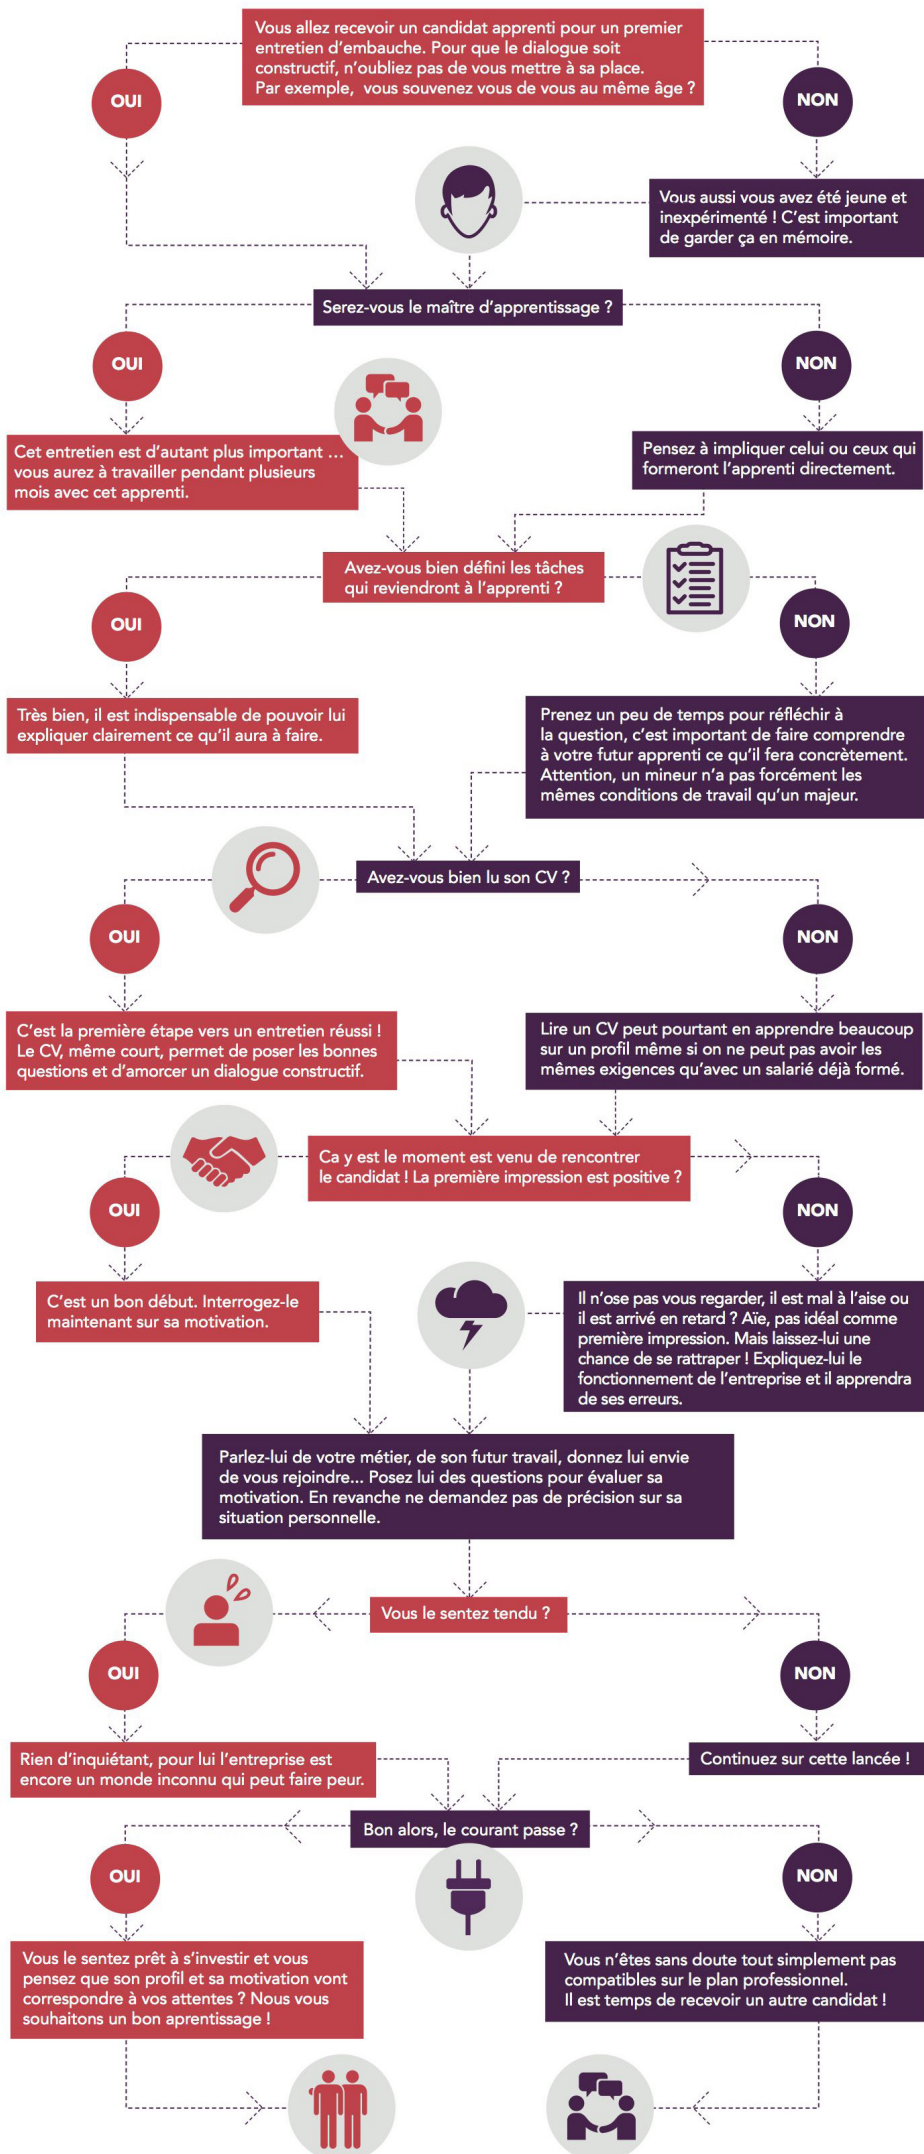 Vous allez recevoir un candidat apprenti pour un premier
entretien d'embauche. Pour que le dialogue soit
constructif, n'oubliez pas de vous mettre à sa place.
Par exemple, vous souvenez vous de vous au même âge ?
OUI
NON
Vous aussi vous avez été jeune et
inexpérimenté ! C'est important
de garder ça en mémoire.
Serez-vous le maître d'apprentissage ?
OUI
NON
Cet entretien est d'autant plus important ...
vous aurez à travailler pendant plusieurs
mois avec cet apprenti.
Pensez à impliquer celui ou ceux qui
formeront l'apprenti directement.
Avez-vous bien défini les tâches
qui reviendront à l'apprenti ?
OUI
NON
Très bien, il est indispensable de pouvoir lui
expliquer clairement ce qu'il aura à faire.
Prenez un peu de temps pour réfléchir à
la question, c'est important de faire comprendre
à votre futur apprenti ce qu'il fera concrètement.
Attention, un mineur n'a pas forcément les
mêmes conditions de travail qu'un majeur.
Avez-vous bien lu son CV ?
OUI
NON
C'est la première étape vers un entretien réussi !
Le CV, même court, permet de poser les bonnes
questions et d'amorcer un dialogue constructif.
Lire un CV peut pourtant en apprendre beaucoup
sur un profil même si on ne peut pas avoir les
mêmes exigences qu'avec un salarié déjà formé.
Ca y est le moment est venu de rencontrer
le candidat ! La première impression est positive ?
OUI
NON
C'est un bon début. Interrogez-le
maintenant sur sa motivation.
Il n'ose pas vous regarder, il est mal à l'aise ou
il est arrivé en retard ? Aïe, pas idéal comme
première impression. Mais laissez-lui une
chance de se rattraper ! Expliquez-lui le
fonctionnement de l'entreprise et il apprendra
de ses erreurs.
Parlez-lui de votre métier, de son futur travail, donnez lui envie
de vous rejoindre... Posez lui des questions pour évaluer sa
motivation. En revanche ne demandez pas de précision sur sa
situation personnelle.
Vous le sentez tendu ?
OUI
NON
Rien d'inquiétant, pour lui l'entreprise est
encore un monde inconnu qui peut faire peur.
Continuez sur cette lancée !
Bon alors, le courant passe ?
OUI
NON
Vous le sentez prêt à s'investir et vous
pensez que son profil et sa motivation vont
correspondre à vos attentes ? Nous vous
souhaitons un bon aprentissage !
Vous n'êtes sans doute tout simplement pas
compatibles sur le plan professionnel.
Il est temps de recevoir un autre candidat !